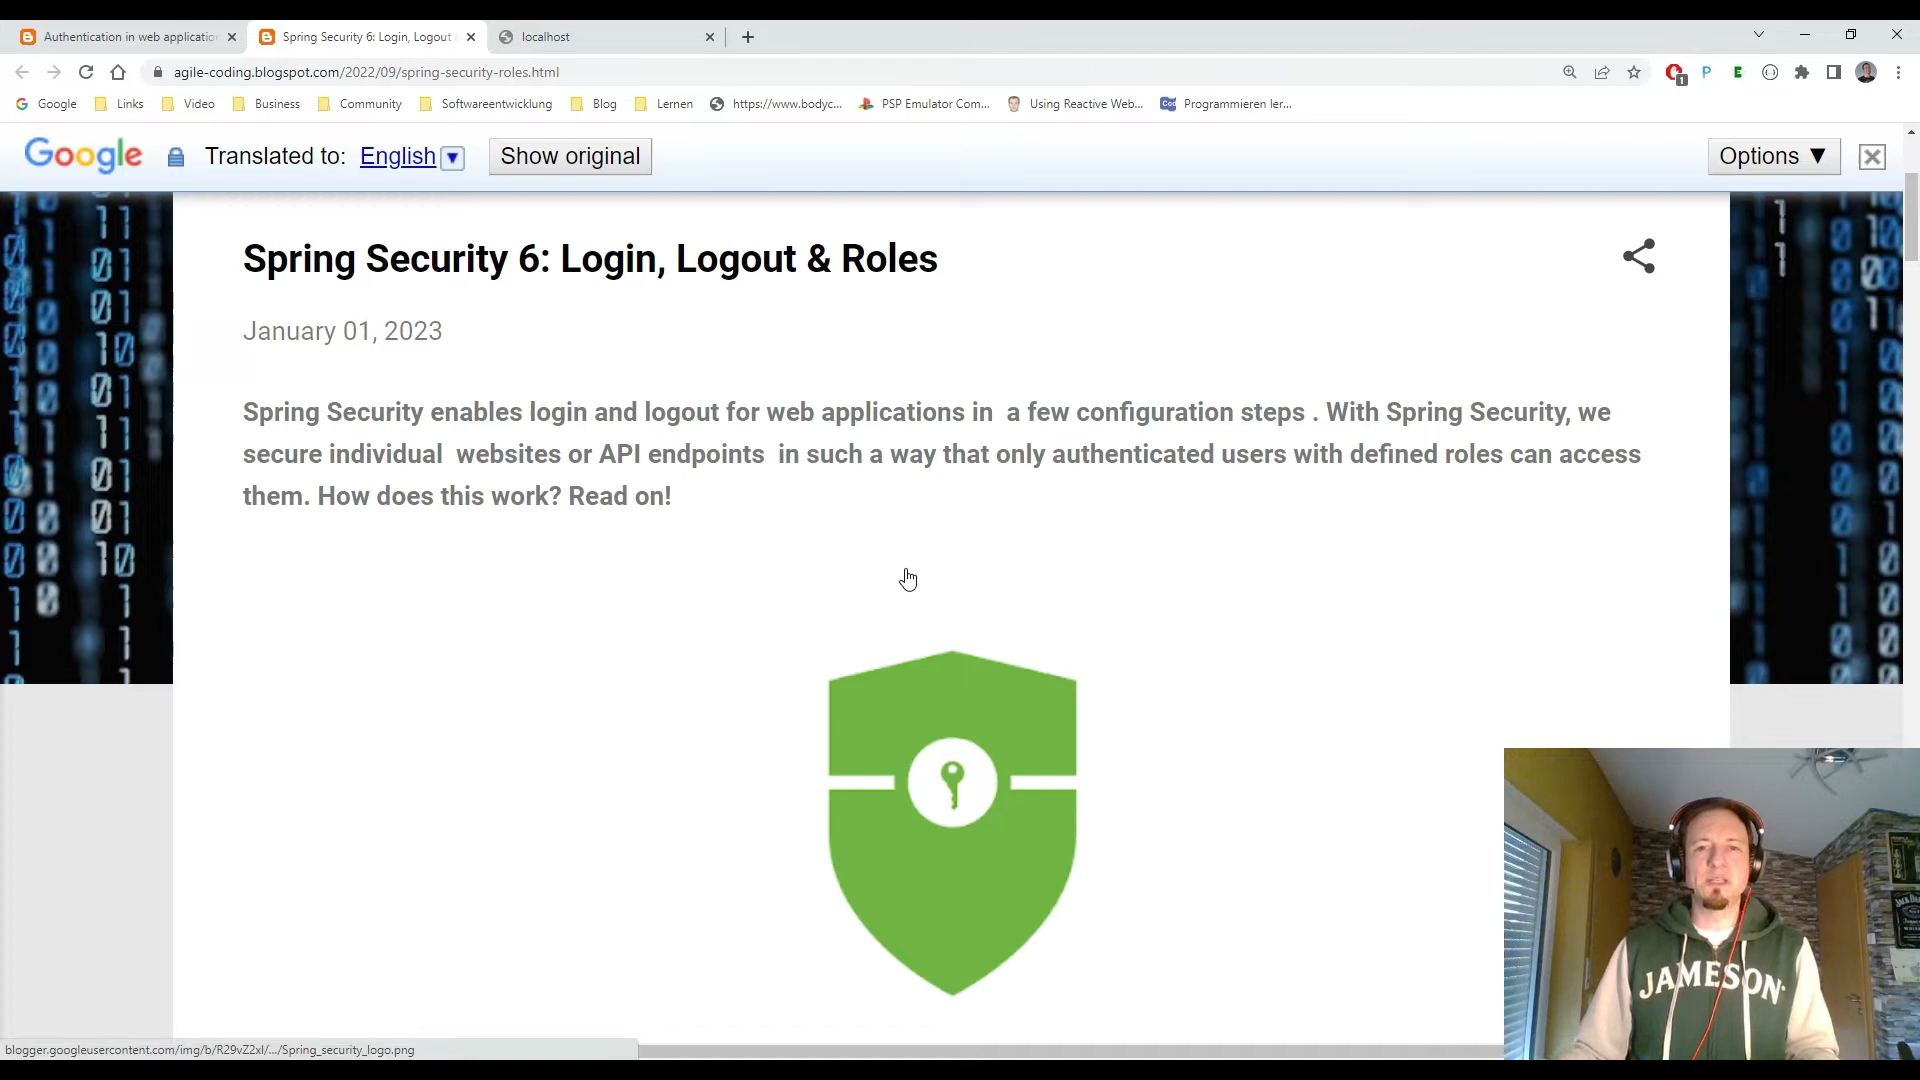 Authentication in web applicatio
Spring Security 6: Login, Logout
localhost
agile-coding.blogspot.com/2022/09/spring-security-roles.html
Google
Links
Video
Business
Community
Softwareentwicklung
Blog
Lernen
https://www.bodyc...
PSP Emulator Com...
Using Reactive Web...
Programmieren ler...
Google
Translated to: English
Show original
Options ▼
Spring Security 6: Login, Logout & Roles
January 01, 2023
Spring Security enables login and logout for web applications in a few configuration steps . With Spring Security, we
secure individual websites or API endpoints in such a way that only authenticated users with defined roles can access
them. How does this work? Read on!
JAMESON
blogger.googleusercontent.com/img/b/R29vZ2xl/.../Spring_security_logo.png